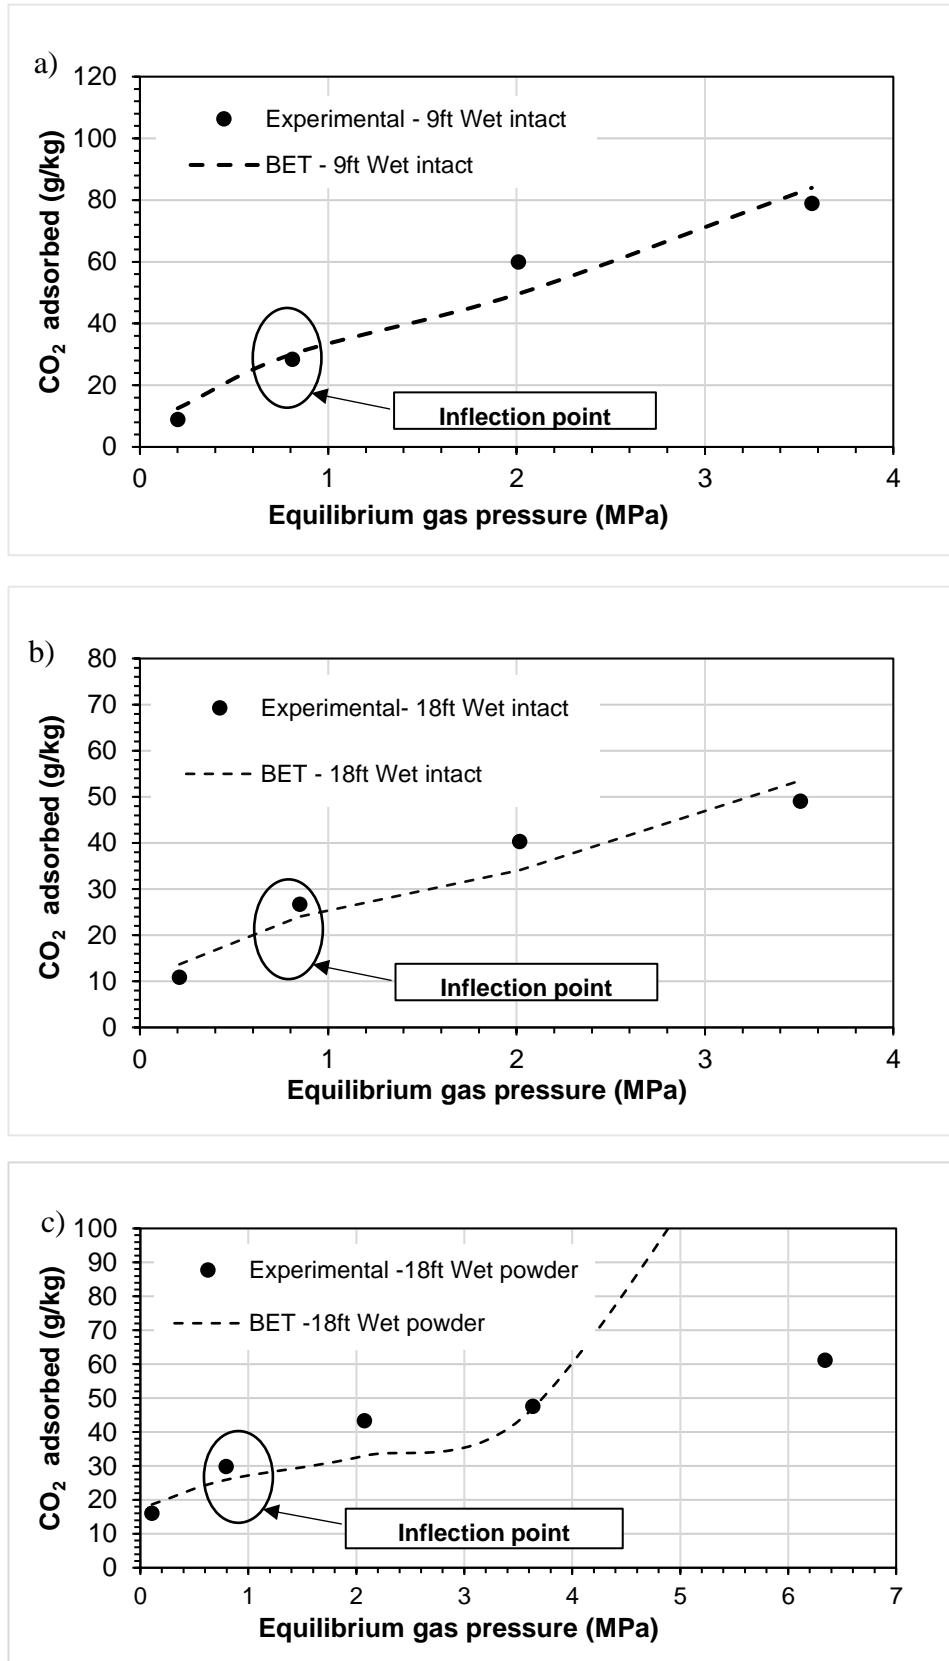 a)
120
100
80
60
40
20
0
CO2 adsorbed (g/kg)
Experimental - 9ft Wet intact
BET - 9ft Wet intact
Inflection point
0 1 2 3 4
Equilibrium gas pressure (MPa)
b)
80
70
60
50
40
30
20
10
0
CO2 adsorbed (g/kg)
Experimental- 18ft Wet intact
BET - 18ft Wet intact
Inflection point
0 1 2 3 4
Equilibrium gas pressure (MPa)
c)
100
90
80
70
60
50
40
30
20
10
0
CO2 adsorbed (g/kg)
Experimental -18ft Wet powder
BET -18ft Wet powder
Inflection point
0 1 2 3 4 5 6 7
Equilibrium gas pressure (MPa)